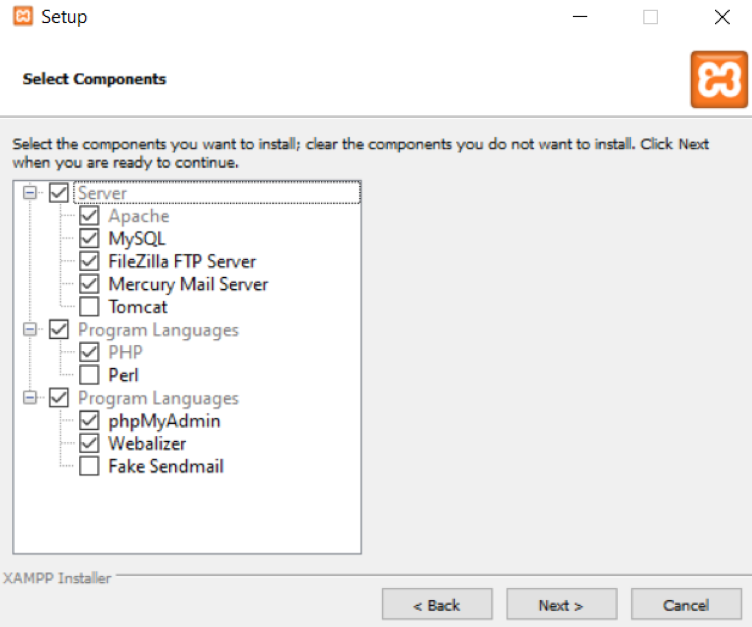 Setup
Select Components
Select the components you want to install; clear the components you do not want to install. Click Next
when you are ready to continue.
Server
Apache
MySQL
FileZilla FTP Server
Mercury Mail Server
Tomcat
Program Languages
PHP
Perl
Program Languages
phpMyAdmin
Webalizer
Fake Sendmail
XAMPP Installer
< Back
Next >
Cancel